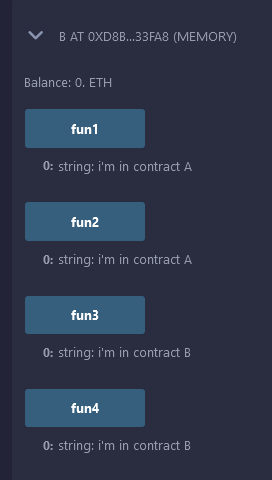 B AT 0XD8B...33FA8 (MEMORY)
Balance: 0. ETH
fun1
0: string: i'm in contract A
fun2
0: string: i'm in contract A
fun3
0: string: i'm in contract B
fun4
0: string: i'm in contract B